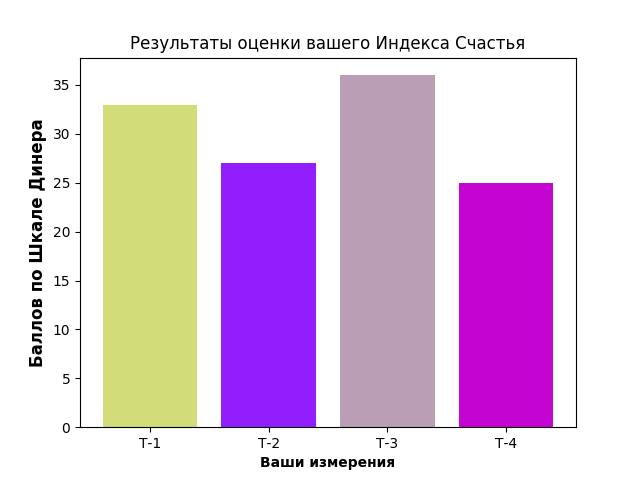 Результаты оценки вашего Индекса Счастья
Баллов по Шкале Динера
35
30
25
20
15
10
5
0
Т-1 Т-2 Т-3 Т-4
Ваши измерения